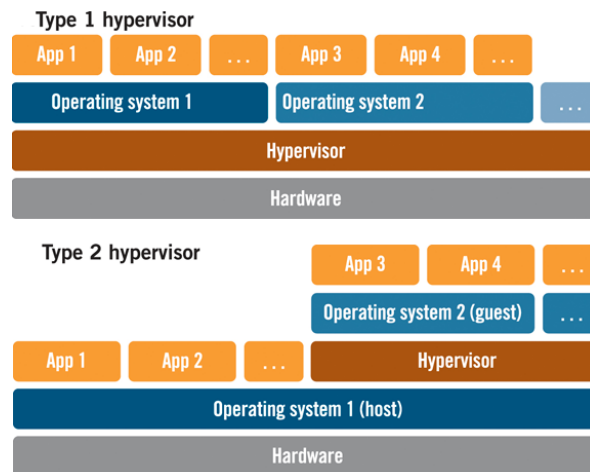 Type 1 hypervisor
App 1 App 2 ... App 3 App 4 ...
Operating system 1 Operating system 2 ...
Hypervisor
Hardware
Type 2 hypervisor
App 3 App 4 ...
Operating system 2 (guest) ...
App 1 App 2 ... Hypervisor
Operating system 1 (host)
Hardware